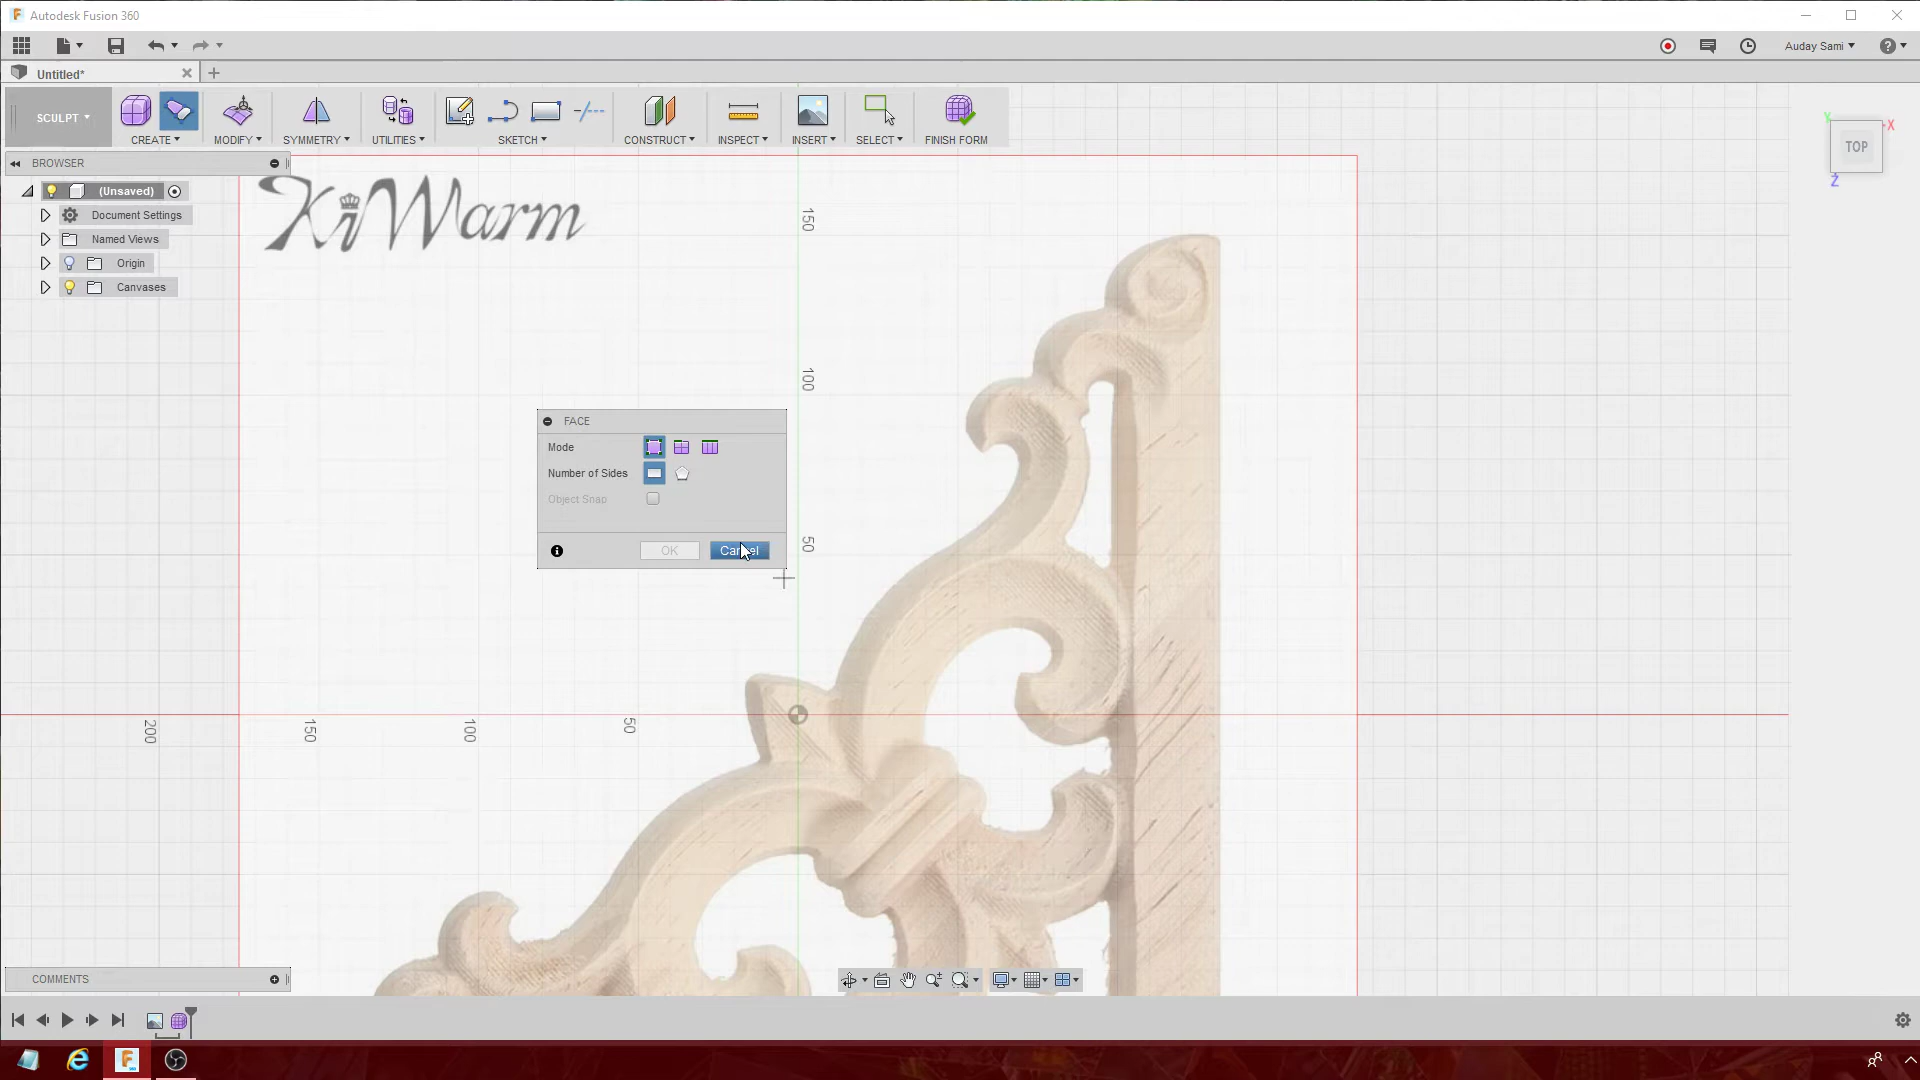 Autodesk Fusion 360
Auday Sami
Untitled*
SCULPT
CREATE
MODIFY
SYMMETRY
UTILITIES
SKETCH
CONSTRUCT
INSPECT
INSERT
SELECT
FINISH FORM
BROWSER
(Unsaved)
Document Settings
Named Views
Origin
Canvases
KiWarm
TOP
X
Y
Z
150
100
50
FACE
Mode
Number of Sides
Object Snap
OK
Cancel
200
150
100
50
COMMENTS